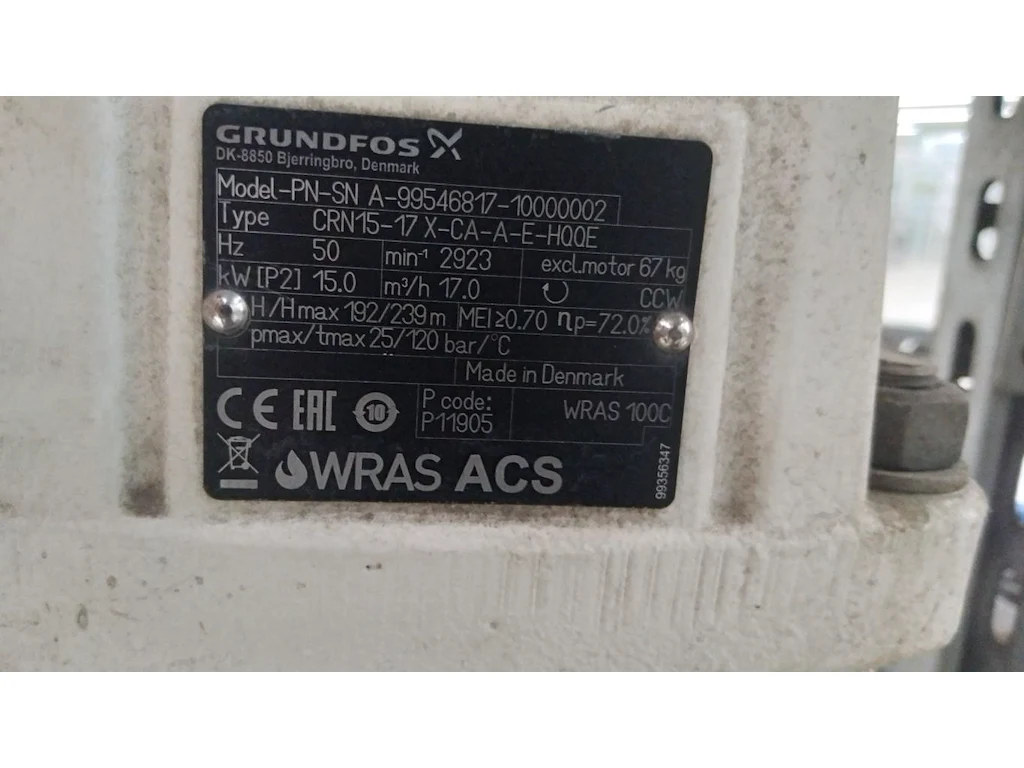 GRUNDFOS
DK-8850 Bjerringbro, Denmark
Model-PN-SN A-99546817-10000002
Type CRN15-17 X-CA-A-E-HQQE
Hz 50 min⁻¹ 2923 excl.motor 67 kg
kW [P2] 15.0 m³/h 17.0 CCW
H/Hmax 192/239 m MEI≥0.70 ηp=72.0%
pmax/tmax 25/120 bar/°C
Made in Denmark
CE EAC 10 P code: P11905 WRAS 100C
WRAS ACS
99356347